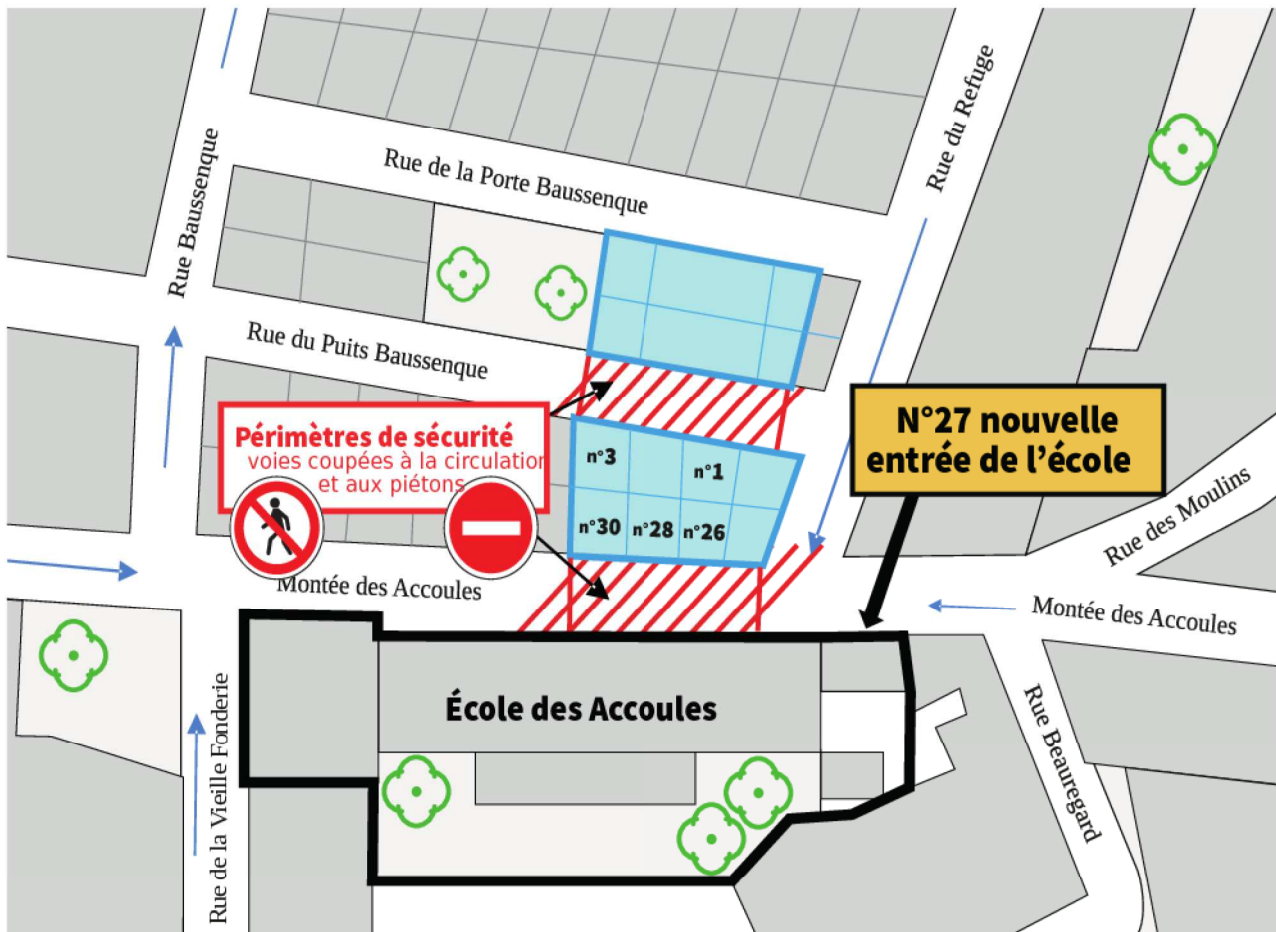 Rue du Refuge
Rue de la Porte Baussenque
Rue Baussenque
Rue du Puits Baussenque
Périmètres de sécurité
voies coupées à la circulation
et aux piétons
n°3
n°1
n°30
n°28
n°26
N°27 nouvelle
entrée de l'école
Rue des Moulins
Montée des Accoules
Montée des Accoules
École des Accoules
Rue de la Vieille Fonderie
Rue Beauregard